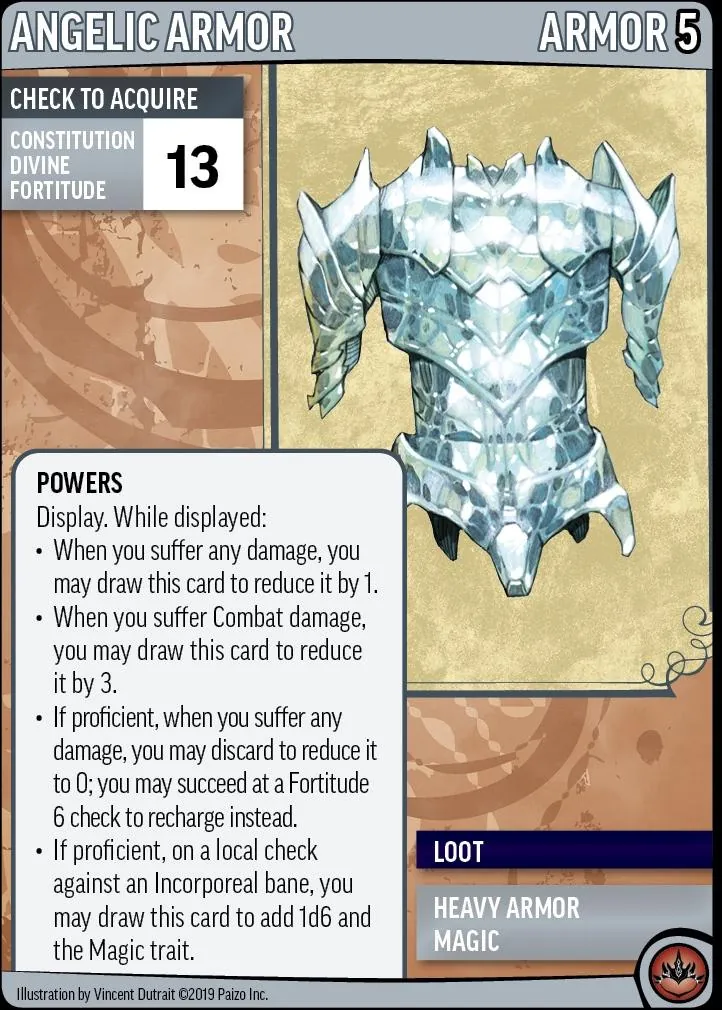 ANGELIC ARMOR
ARMOR 5
CHECK TO ACQUIRE
CONSTITUTION
DIVINE
FORTITUDE
13
POWERS
Display. While displayed:
• When you suffer any damage, you
may draw this card to reduce it by 1.
• When you suffer Combat damage,
you may draw this card to reduce
it by 3.
• If proficient, when you suffer any
damage, you may discard to reduce it
to 0; you may succeed at a Fortitude
6 check to recharge instead.
• If proficient, on a local check
against an Incorporeal bane, you
may draw this card to add 1d6 and
the Magic trait.
LOOT
HEAVY ARMOR
MAGIC
Illustration by Vincent Dutrait ©2019 Paizo Inc.